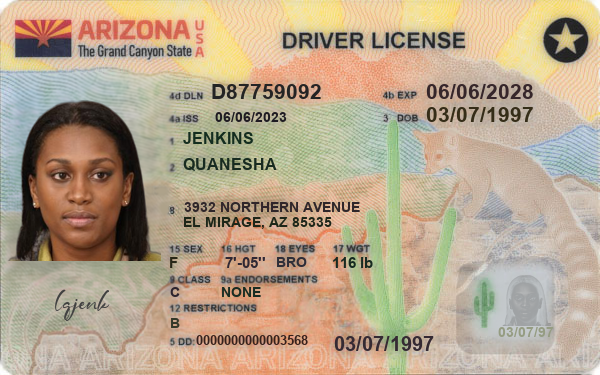 ARIZONA USA
The Grand Canyon State
DRIVER LICENSE
4d DLN D87759092
4b EXP 06/06/2028
4a ISS 06/06/2023
3 DOB 03/07/1997
1 JENKINS
2 QUANESHA
8 3932 NORTHERN AVENUE
EL MIRAGE, AZ 85335
15 SEX 16 HGT 18 EYES 17 WGT
F 7'-05" BRO 116 lb
9 CLASS 9a ENDORSEMENTS
C NONE
12 RESTRICTIONS
B
5 DD: 0000000000003568
03/07/1997
03/07/97
lqjenk
ONA ARIZONA ARIZONA ARIZONA ARIZONA